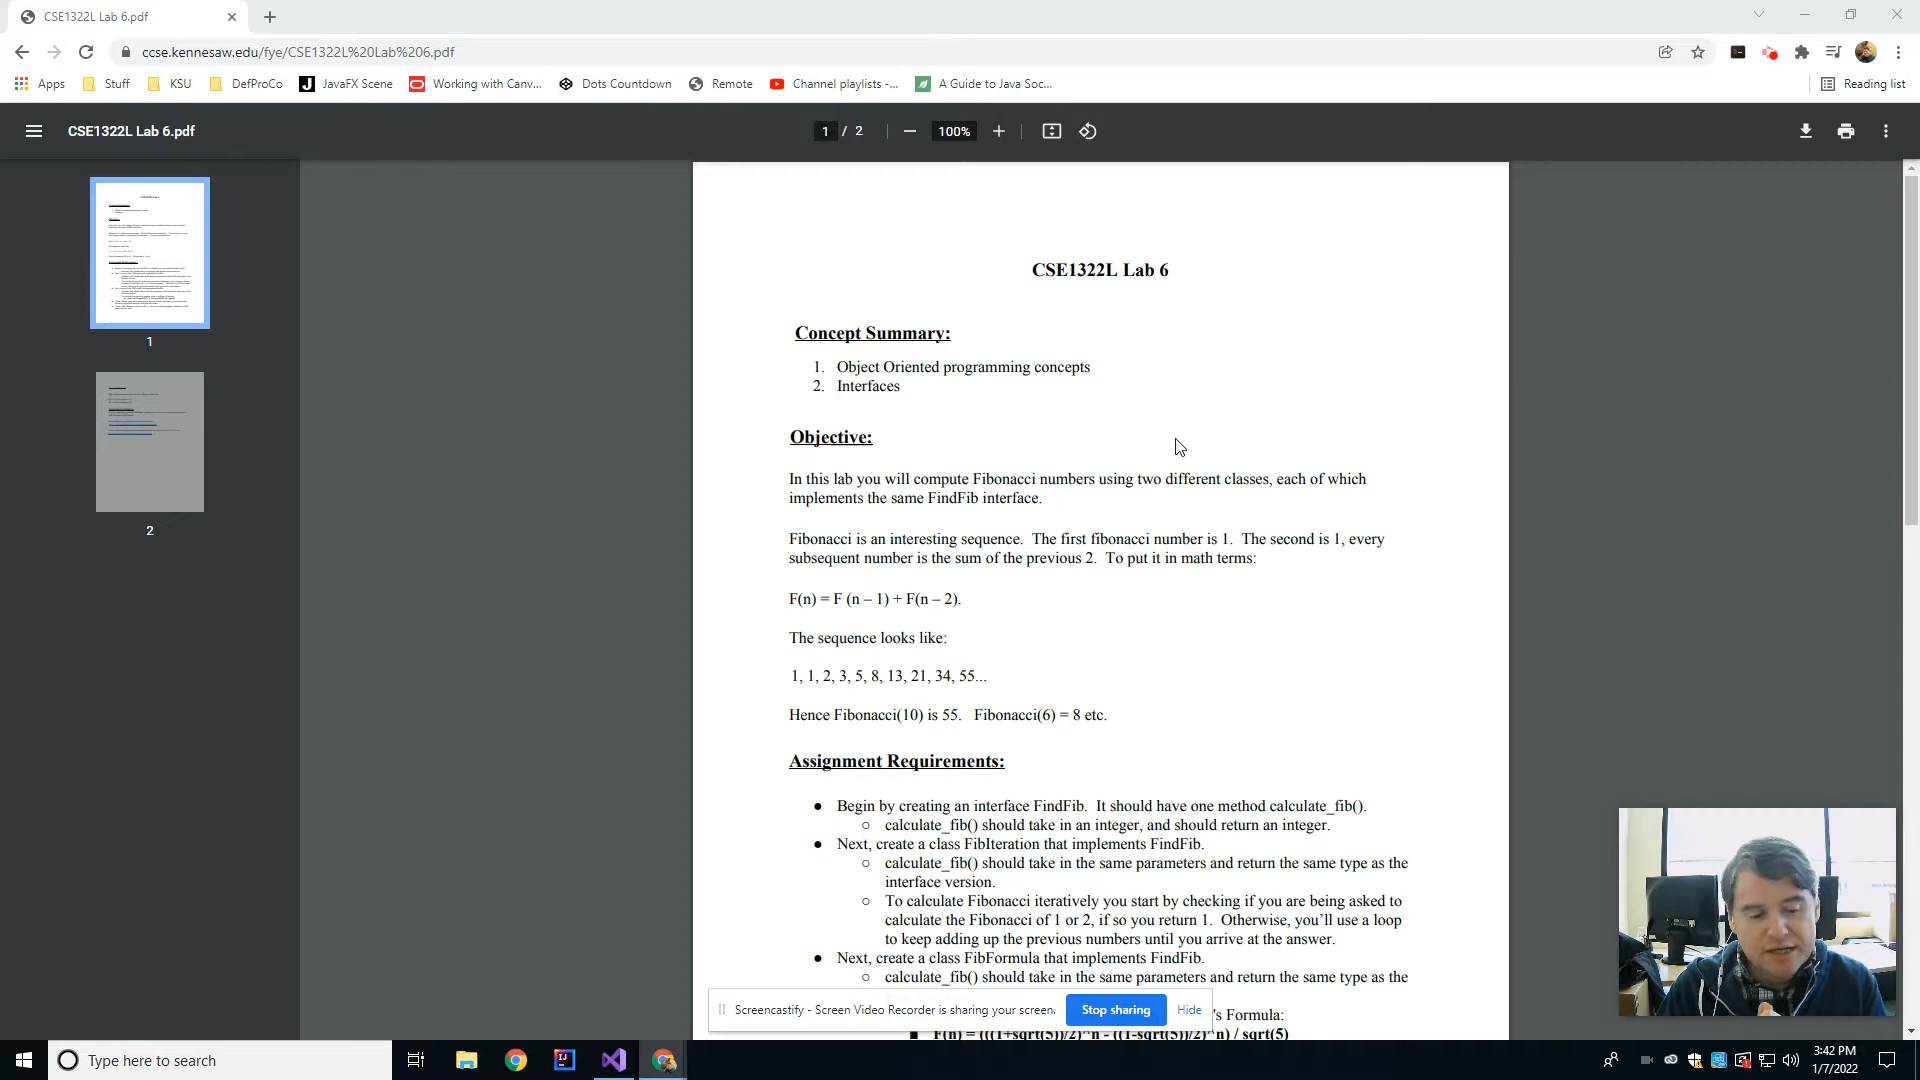 CSE1322L Lab 6.pdf
ccse.kennesaw.edu/fye/CSE1322L%20Lab%206.pdf
Apps Stuff KSU DefProCo JavaFX Scene Working with Canv... Dots Countdown Remote Channel playlists -... A Guide to Java Soc... Reading list
CSE1322L Lab 6.pdf 1 / 2 100%
1
2
CSE1322L Lab 6
Concept Summary:
1. Object Oriented programming concepts
2. Interfaces
Objective:
In this lab you will compute Fibonacci numbers using two different classes, each of which
implements the same FindFib interface.
Fibonacci is an interesting sequence. The first fibonacci number is 1. The second is 1, every
subsequent number is the sum of the previous 2. To put it in math terms:
F(n) = F (n – 1) + F(n – 2).
The sequence looks like:
1, 1, 2, 3, 5, 8, 13, 21, 34, 55...
Hence Fibonacci(10) is 55. Fibonacci(6) = 8 etc.
Assignment Requirements:
● Begin by creating an interface FindFib. It should have one method calculate_fib().
○ calculate_fib() should take in an integer, and should return an integer.
● Next, create a class FibIteration that implements FindFib.
○ calculate_fib() should take in the same parameters and return the same type as the
interface version.
○ To calculate Fibonacci iteratively you start by checking if you are being asked to
calculate the Fibonacci of 1 or 2, if so you return 1. Otherwise, you’ll use a loop
to keep adding up the previous numbers until you arrive at the answer.
● Next, create a class FibFormula that implements FindFib.
○ calculate_fib() should take in the same parameters and return the same type as the
Screencastify - Screen Video Recorder is sharing your screen. Stop sharing Hide
's Formula:
■ F(n) = (((1+sqrt(5))/2)^n - ((1-sqrt(5))/2)^n) / sqrt(5)
Type here to search
3:42 PM
1/7/2022